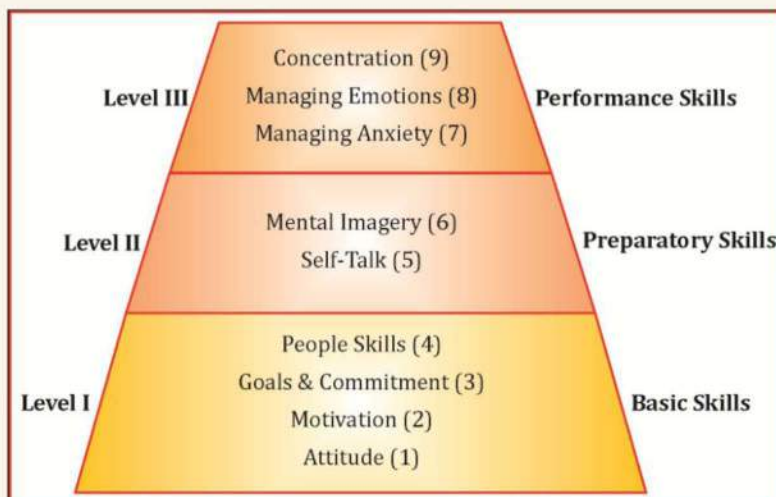 Concentration (9)
Level III Managing Emotions (8) Performance Skills
Managing Anxiety (7)
Mental Imagery (6)
Level II Preparatory Skills
Self-Talk (5)
People Skills (4)
Goals & Commitment (3)
Level I Basic Skills
Motivation (2)
Attitude (1)